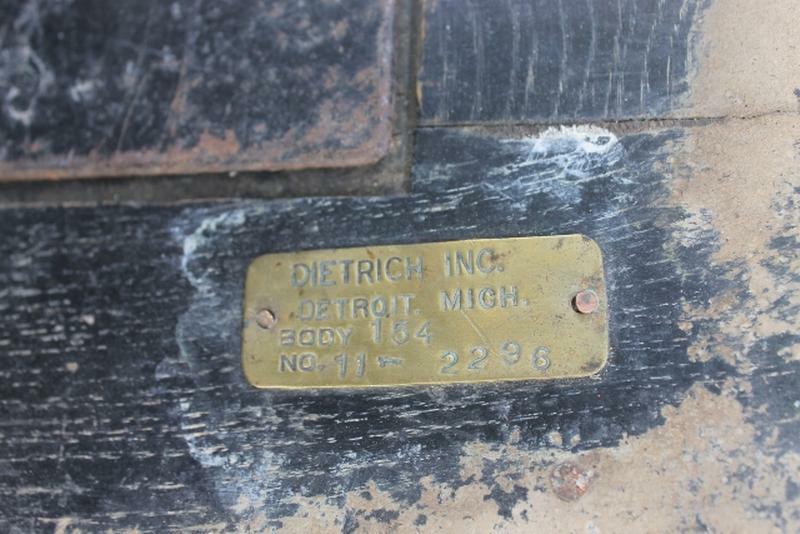 DIETRICH INC.
DETROIT. MICH.
BODY 154
NO. 11- 2296